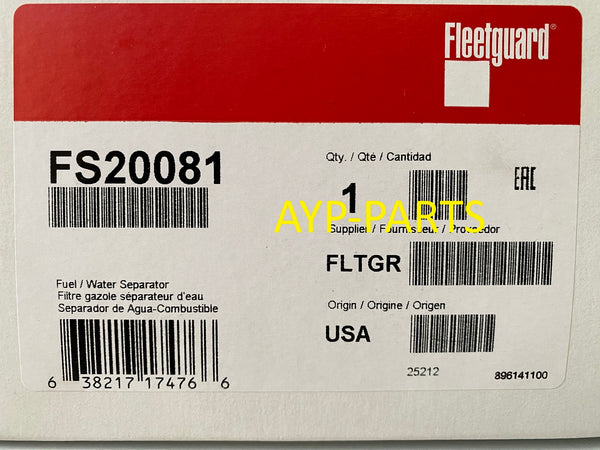 Fleetguard®
FS20081
Qty. / Qté / Cantidad
1
EAC
AYP-PARTS
Supplier / Fournisseur / Proveedor
FLTGR
Fuel / Water Separator
Filtre gazole séparateur d'eau
Separador de Agua-Combustible
Origin / Origine / Origen
USA
6 38217 17476 6
25212
896141100